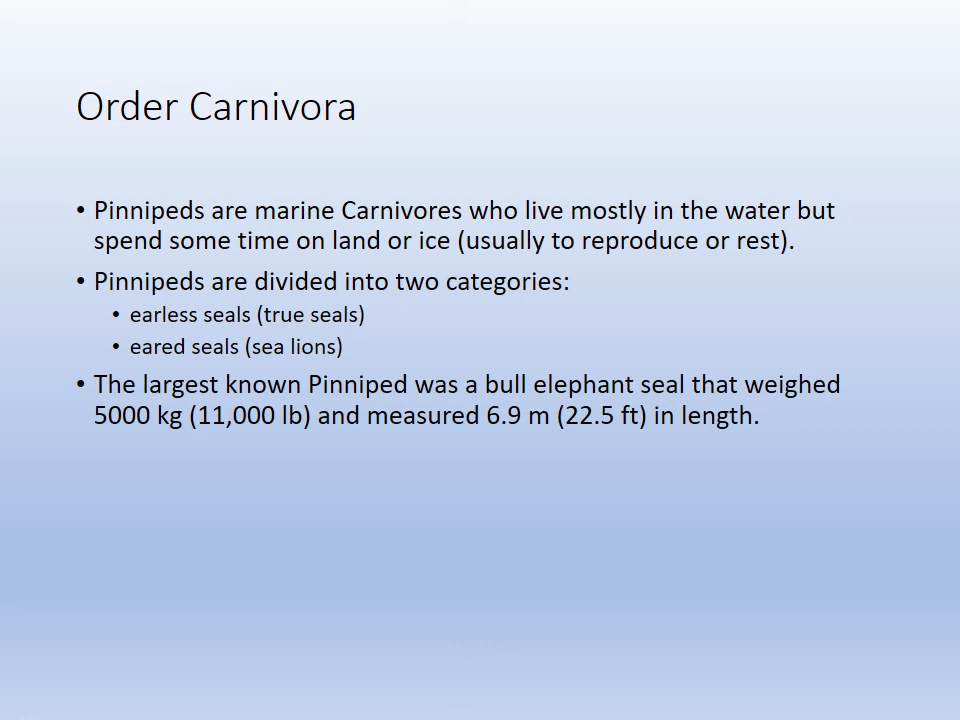 Order Carnivora
• Pinnipeds are marine Carnivores who live mostly in the water but
spend some time on land or ice (usually to reproduce or rest).
• Pinnipeds are divided into two categories:
• earless seals (true seals)
• eared seals (sea lions)
• The largest known Pinniped was a bull elephant seal that weighed
5000 kg (11,000 lb) and measured 6.9 m (22.5 ft) in length.